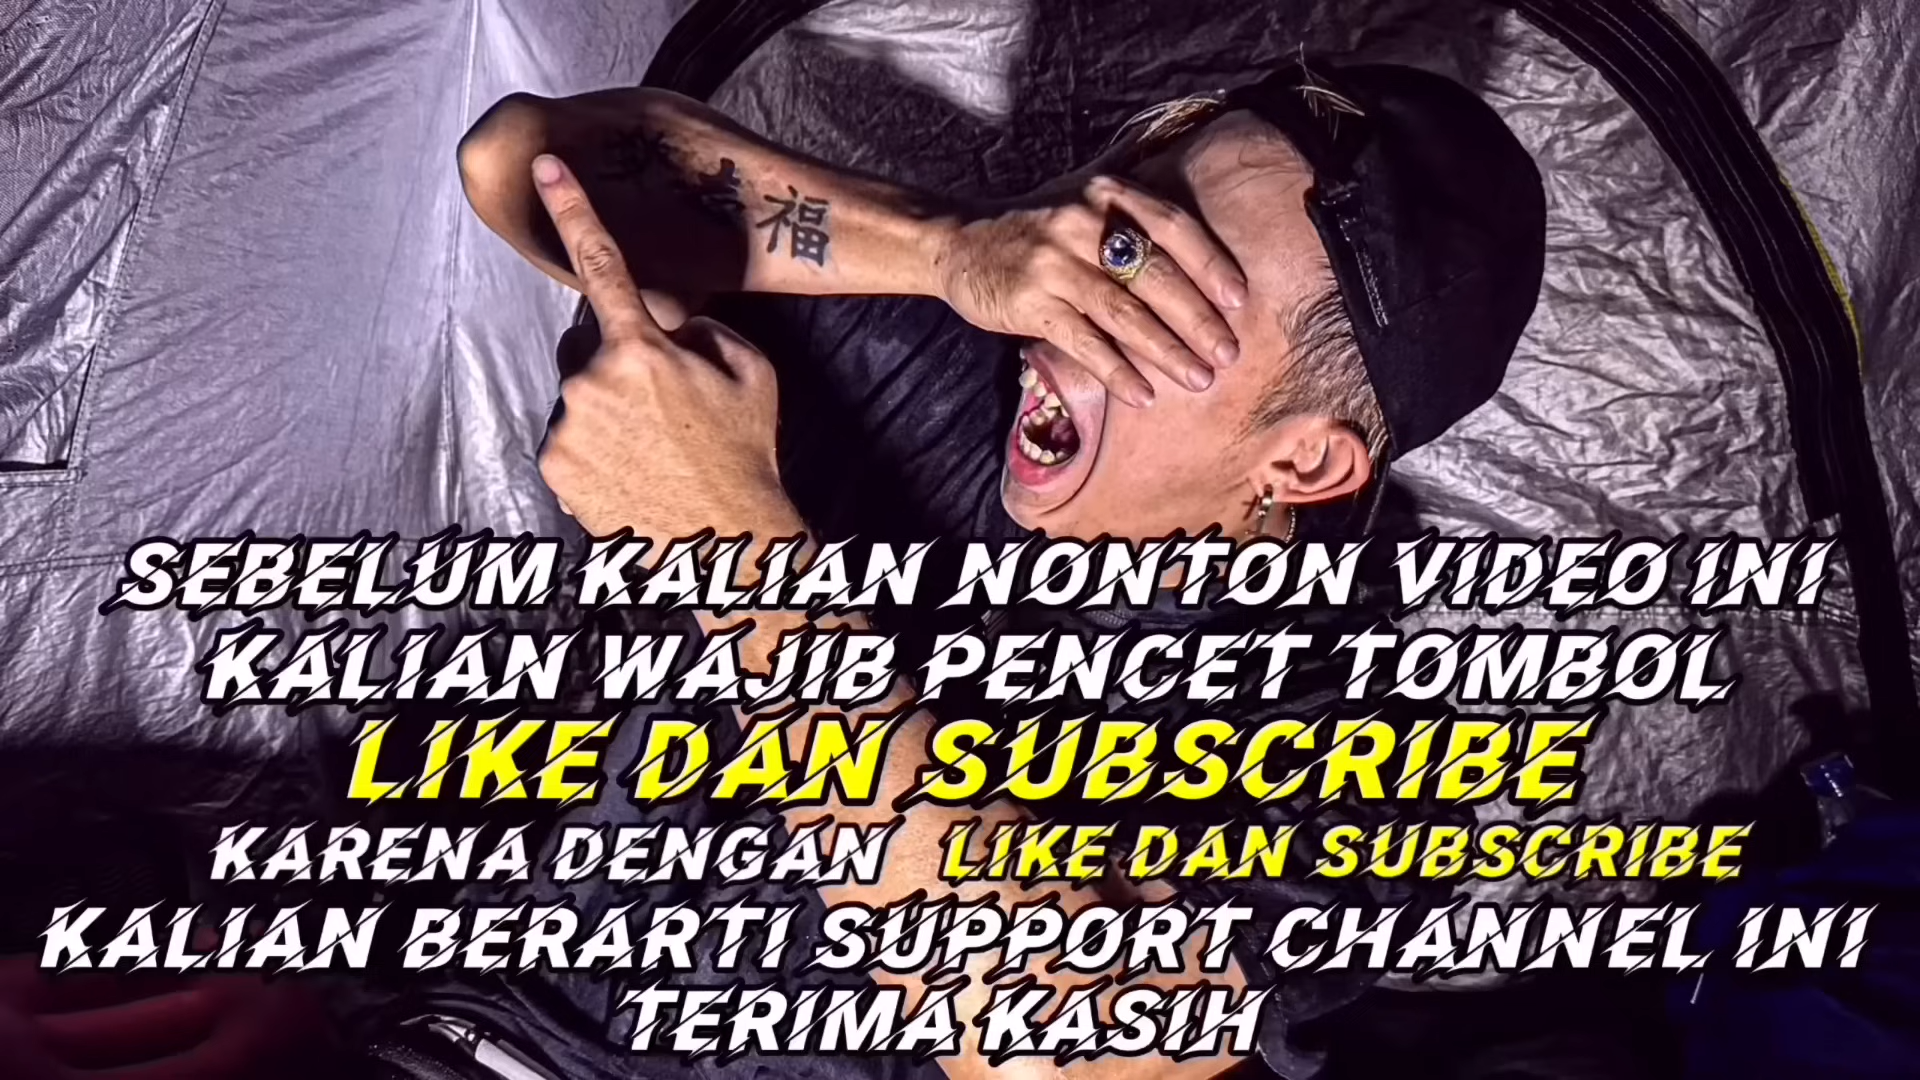 福
SEBELUM KALIAN NONTON VIDEO INI
KALIAN WAJIB PENCET TOMBOL
LIKE DAN SUBSCRIBE
KARENA DENGAN LIKE DAN SUBSCRIBE
KALIAN BERARTI SUPPORT CHANNEL INI
TERIMA KASIH